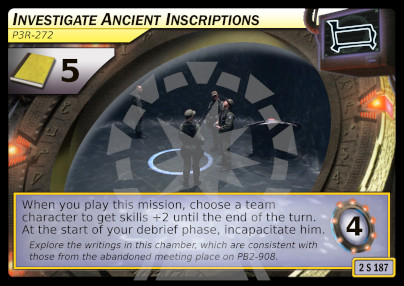 INVESTIGATE ANCIENT INSCRIPTIONS
P3R-272
5
When you play this mission, choose a team
character to get skills +2 until the end of the turn.
At the start of your debrief phase, incapacitate him.
4
Explore the writings in this chamber, which are consistent with
those from the abandoned meeting place on PB2-908.
2 S 187